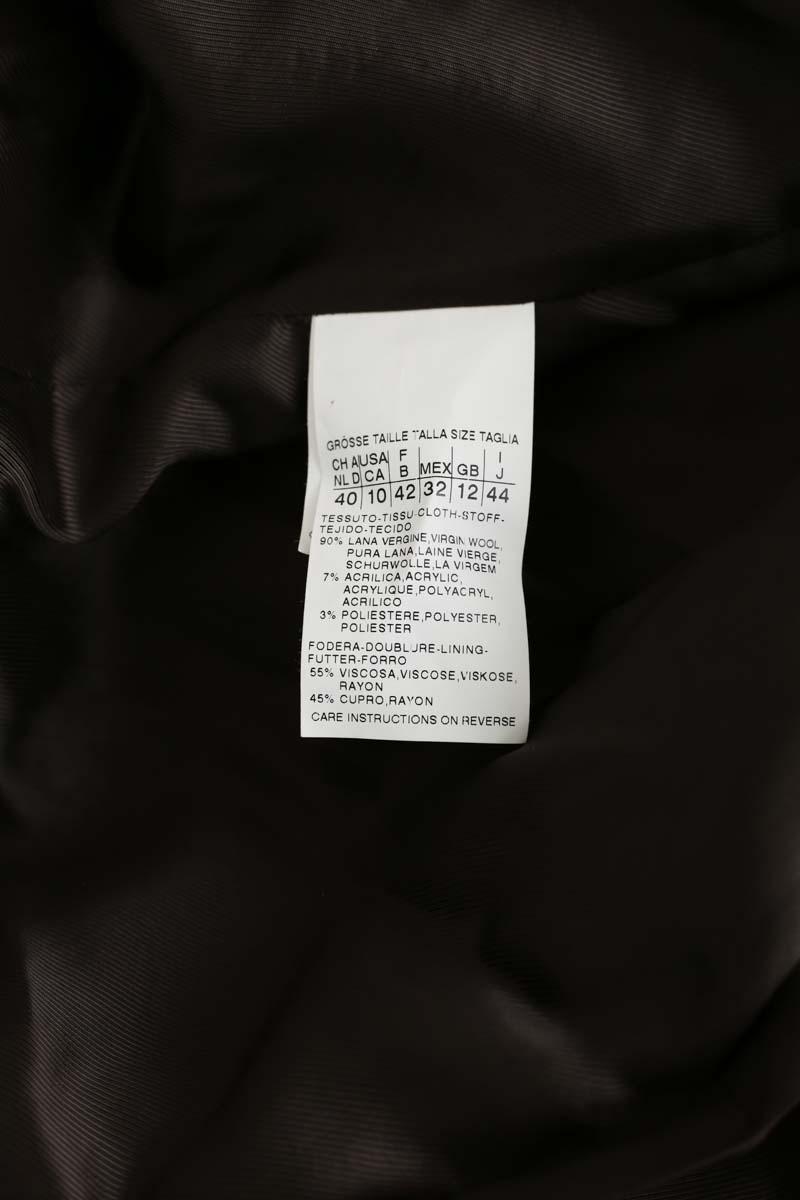 GRÖSSE TAILLE TALLA SIZE TAGLIA
CH A USA F I
NL D CA B MEX GB J
40 10 42 32 12 44
TESSUTO-TISSU-CLOTH-STOFF-
TEJIDO-TECIDO
90% LANA VERGINE,VIRGIN WOOL,
PURA LANA,LAINE VIERGE,
SCHURWOLLE,LA VIRGEM
7% ACRILICA,ACRYLIC,
ACRYLIQUE,POLYACRYL,
ACRILICO
3% POLIESTERE,POLYESTER,
POLIESTER
FODERA-DOUBLURE-LINING-
FUTTER-FORRO
55% VISCOSA,VISCOSE,VISKOSE,
RAYON
45% CUPRO,RAYON
CARE INSTRUCTIONS ON REVERSE